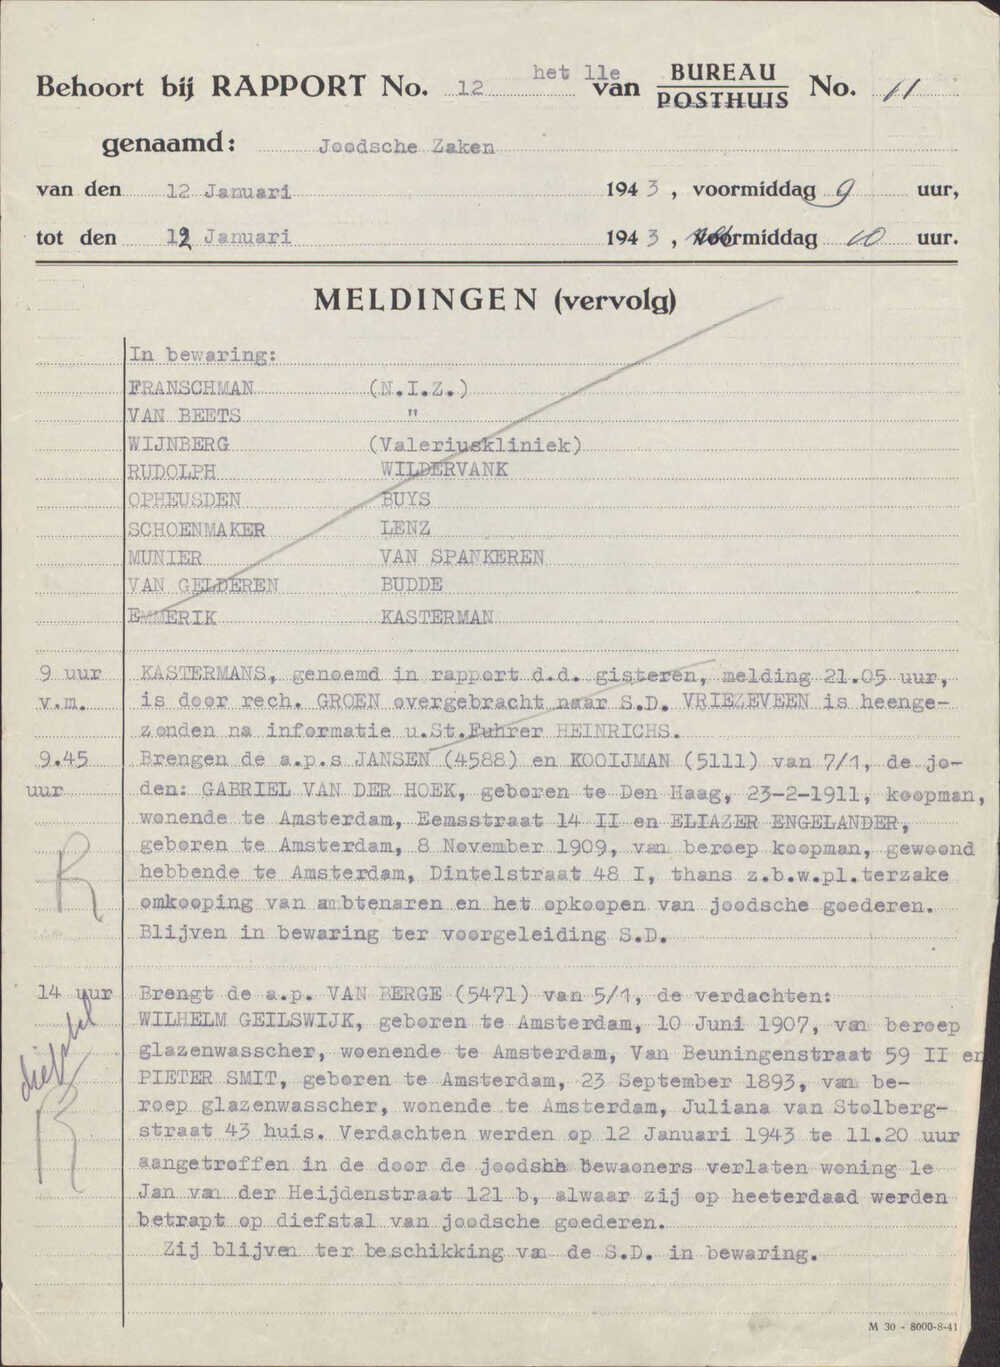 Behoort bij RAPPORT No. 12 het 11e van BUREAU POSTHUIS No. 11
genaamd: Joodsche Zaken
van den 12 Januari 1943, voormiddag 9 uur,
tot den 12 Januari 1943, voormiddag 10 uur.
MELDINGEN (vervolg)
In bewaring:
FRANSCHMAN (N.I.Z.)
VAN BEETS "
WIJNBERG (Valeriuskliniek)
RUDOLPH WILDERVANK
OPHEUSDEN BUYS
SCHOENMAKER LENZ
MUNIER VAN SPANKEREN
VAN GELDEREN BUDDE
EMMERIK KASTERMAN
9 uur KASTERMANS, genoemd in rapport d.d. gisteren, melding 21.05 uur,
v.m. is door rech. GROEN overgebracht naar S.D. VRIEZEVEEN is heenge-
zonden na informatie u.St.Fuhrer HEINRICHS.
9.45 Brengen de a.p.s JANSEN (4588) en KOOIJMAN (5111) van 7/1, de jo-
uur den: GABRIEL VAN DER HOEK, geboren te Den Haag, 23-2-1911, koopman,
wonende te Amsterdam, Eemsstraat 14 II en ELIAZER ENGELANDER,
geboren te Amsterdam, 8 November 1909, van beroep koopman, gewoond
hebbende te Amsterdam, Dintelstraat 48 I, thans z.b.w.pl.terzake
omkooping van ambtenaren en het opkoopen van joodsche goederen.
Blijven in bewaring ter voorgeleiding S.D.
R
14 uur Brengt de a.p. VAN BERGE (5471) van 5/1, de verdachten:
WILHELM GEILSWIJK, geboren te Amsterdam, 10 Juni 1907, van beroep
glazenwasscher, woenende te Amsterdam, Van Beuningenstraat 59 II en
PIETER SMIT, geboren te Amsterdam, 23 September 1893, van be-
roep glazenwasscher, wonende te Amsterdam, Juliana van Stolberg-
straat 43 huis. Verdachten werden op 12 Januari 1943 te 11.20 uur
aangetroffen in de door de joodshe bewaoners verlaten woning 1e
Jan van der Heijdenstraat 121 b, alwaar zij op heeterdaad werden
betrapt op diefstal van joodsche goederen.
Zij blijven ter beschikking van de S.D. in bewaring.
diefstal
R
M 30 - 8000-8-41